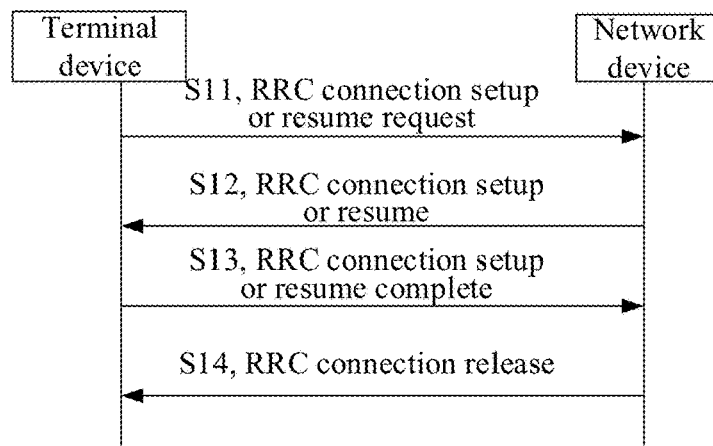 Terminal
device
Network
device
S11, RRC connection setup
or resume request
S12, RRC connection setup
or resume
S13, RRC connection setup
or resume complete
S14, RRC connection release